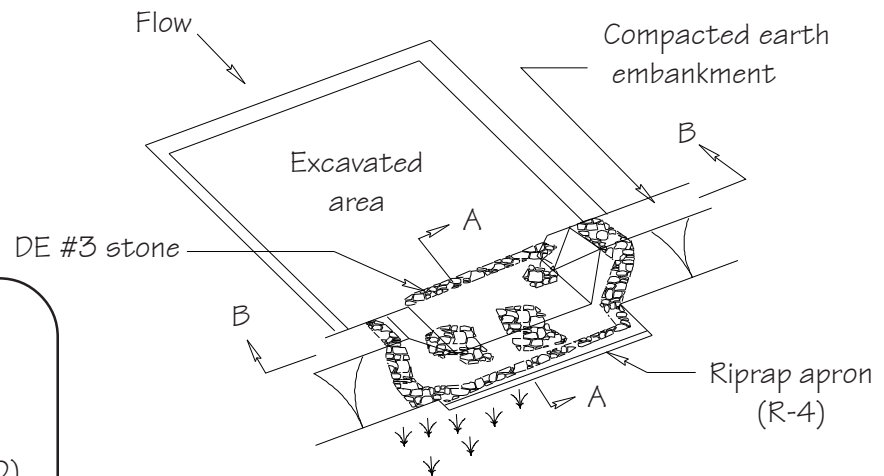 Flow
Compacted earth
embankment
B
Excavated
area
A
DE #3 stone
B
Riprap apron
(R-4)
A